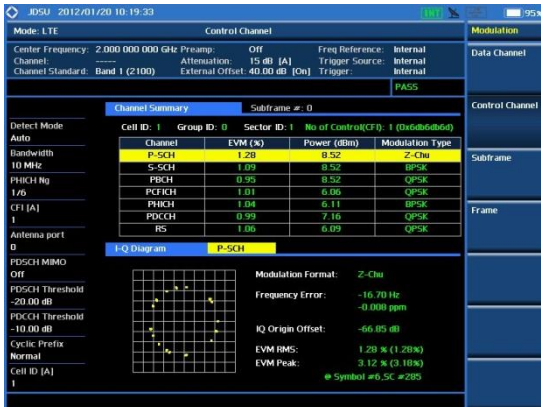 JDSU 2012/01/20 10:19:33 INT 95%
Mode: LTE Control Channel Modulation
Center Frequency: 2.000 000 000 GHz Preamp: Off Freq Reference: Internal
Channel: ----- Attenuation: 15 dB [A] Trigger Source: Internal
Channel Standard: Band 1 (2100) External Offset: 40.00 dB [On] Trigger: Internal
Data Channel
PASS
Channel Summary Subframe #: 0
Control Channel
Detect Mode
Auto
Cell ID: 1 Group ID: 0 Sector ID: 1 No of Control(CFI): 1 (0x6db6db6d)
Channel EVM (%) Power (dBm) Modulation Type
Bandwidth
10 MHz
P-SCH 1.28 8.52 Z-Chu
S-SCH 1.09 8.52 BPSK
Subframe
PHICH Ng
1/6
PBCH 0.95 8.52 QPSK
PCFICH 1.01 6.06 QPSK
CFI [A]
1
PHICH 1.04 6.11 BPSK
PDCCH 0.99 7.16 QPSK
RS 1.06 6.09 QPSK
Frame
Antenna port
0
I-Q Diagram P-SCH
PDSCH MIMO
Off
Modulation Format: Z-Chu
PDSCH Threshold
-20.00 dB
Frequency Error: -16.70 Hz
-0.008 ppm
PDCCH Threshold
-10.00 dB
IQ Origin Offset: -66.85 dB
Cyclic Prefix
Normal
EVM RMS: 1.28 % (1.28%)
EVM Peak: 3.12 % (3.18%)
Cell ID [A]
1
@ Symbol #6,SC #285